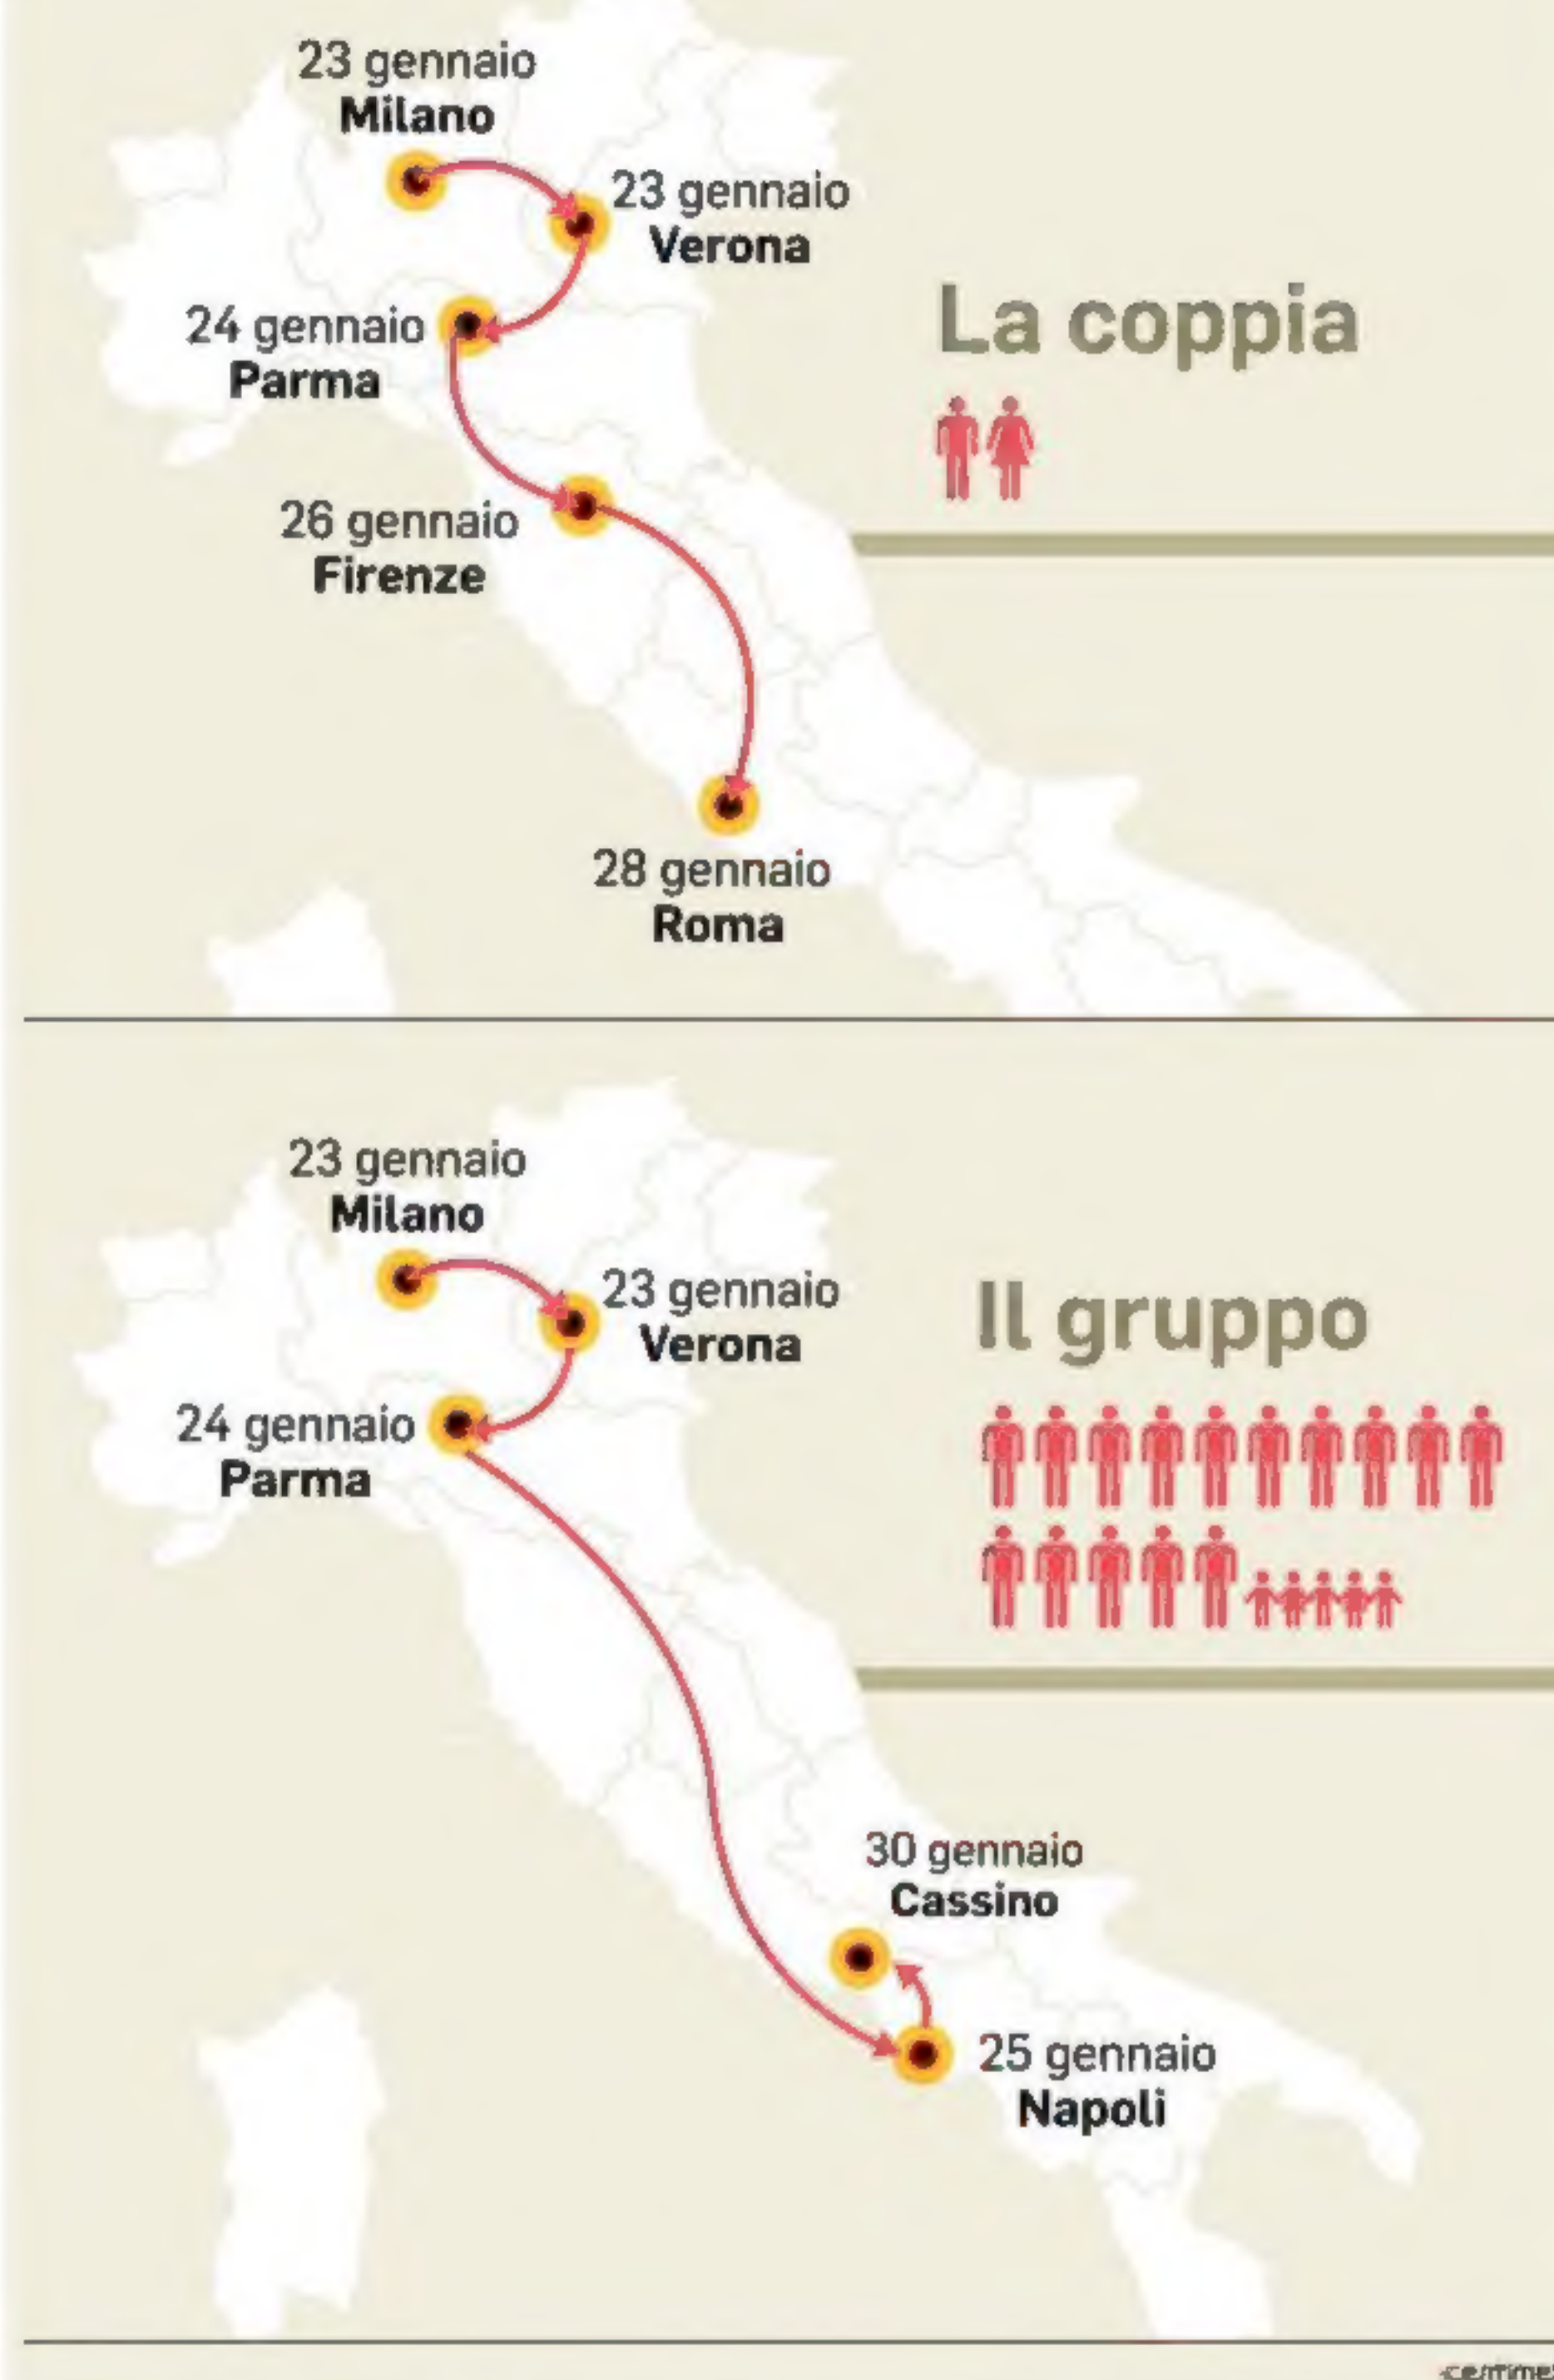 23 gennaio
Milano
23 gennaio
Verona
24 gennaio
Parma
La coppia
26 gennaio
Firenze
28 gennaio
Roma
23 gennaio
Milano
23 gennaio
Verona
Il gruppo
24 gennaio
Parma
30 gennaio
Cassino
25 gennaio
Napoli